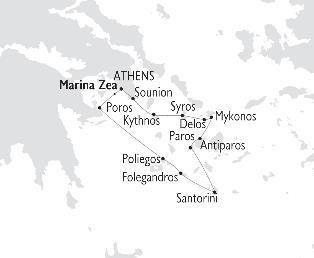 ATHENS
Marina Zea
Sounion
Poros
Syros
Mykonos
Kythnos
Delos
Paros
Antiparos
Poliegos
Folegandros
Santorini